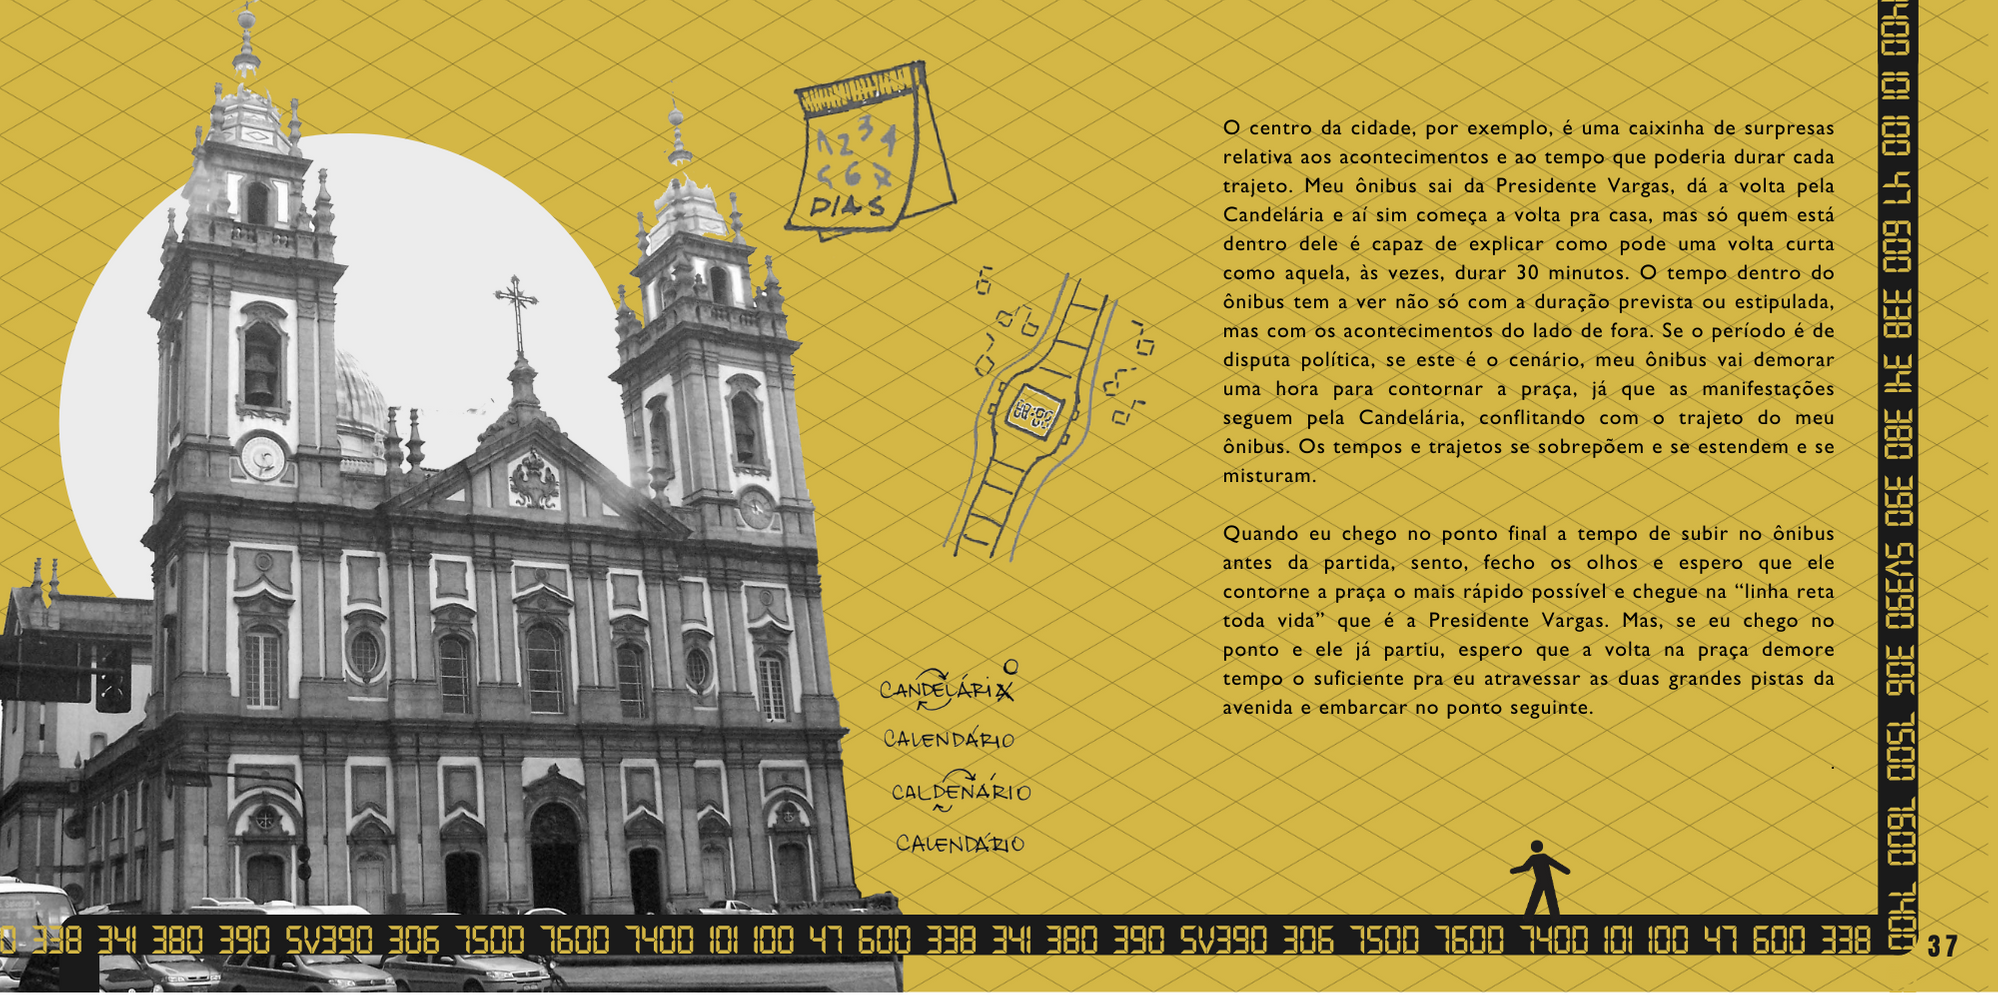 1 2 3 4
5 6 7
DIAS
88:88
CANDELÁRIA O
CALENDÁRIO
CALDENÁRIO
CALENDÁRIO
O centro da cidade, por exemplo, é uma caixinha de surpresas
relativa aos acontecimentos e ao tempo que poderia durar cada
trajeto. Meu ônibus sai da Presidente Vargas, dá a volta pela
Candelária e aí sim começa a volta pra casa, mas só quem está
dentro dele é capaz de explicar como pode uma volta curta
como aquela, às vezes, durar 30 minutos. O tempo dentro do
ônibus tem a ver não só com a duração prevista ou estipulada,
mas com os acontecimentos do lado de fora. Se o período é de
disputa política, se este é o cenário, meu ônibus vai demorar
uma hora para contornar a praça, já que as manifestações
seguem pela Candelária, conflitando com o trajeto do meu
ônibus. Os tempos e trajetos se sobrepõem e se estendem e se
misturam.
Quando eu chego no ponto final a tempo de subir no ônibus
antes da partida, sento, fecho os olhos e espero que ele
contorne a praça o mais rápido possível e chegue na “linha reta
toda vida” que é a Presidente Vargas. Mas, se eu chego no
ponto e ele já partiu, espero que a volta na praça demore
tempo o suficiente pra eu atravessar as duas grandes pistas da
avenida e embarcar no ponto seguinte.
.
0 338 341 380 390 SV390 306 7500 7600 7400 101 100 47 600 338 341 380 390 SV390 306 7500 7600 7400 101 100 47 600 338
7400 7600 7500 306 SV390 390 380 341 338 600 47 100 101 7400
37